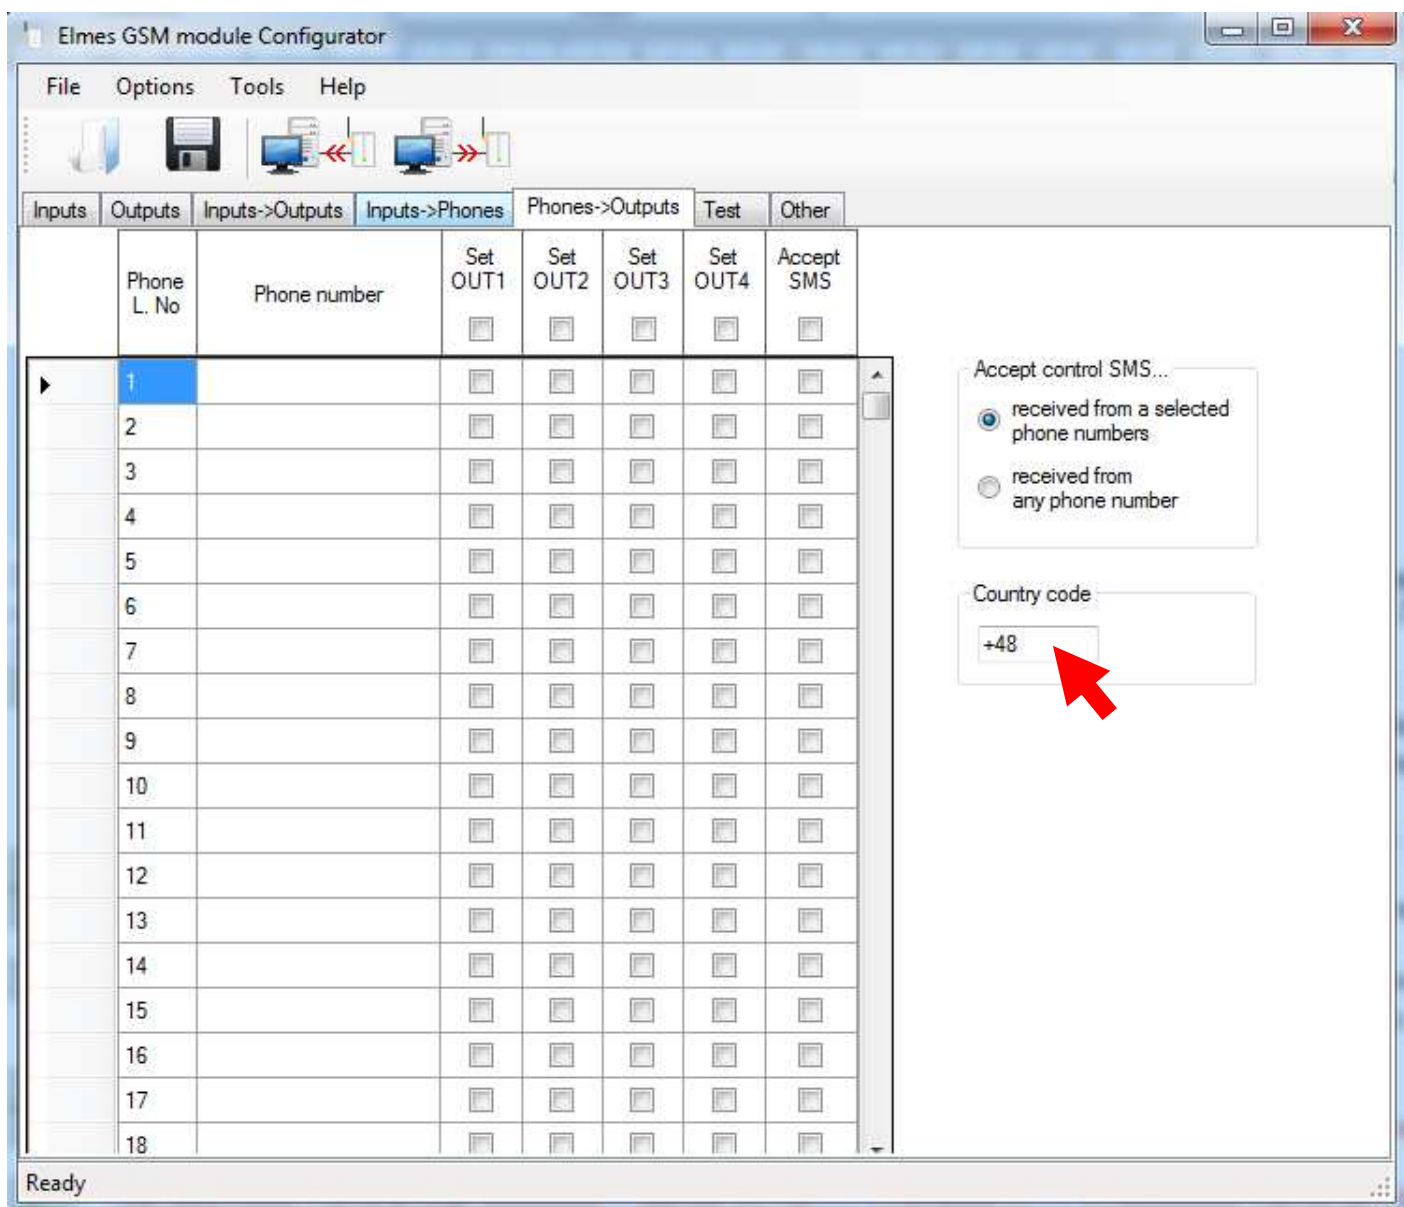 Elmes GSM module Configurator
File Options Tools Help
Inputs Outputs Inputs->Outputs Inputs->Phones Phones->Outputs Test Other
Phone L. No
Phone number
Set OUT1
Set OUT2
Set OUT3
Set OUT4
Accept SMS
1
2
3
4
5
6
7
8
9
10
11
12
13
14
15
16
17
18
Accept control SMS...
received from a selected
phone numbers
received from
any phone number
Country code
+48
Ready